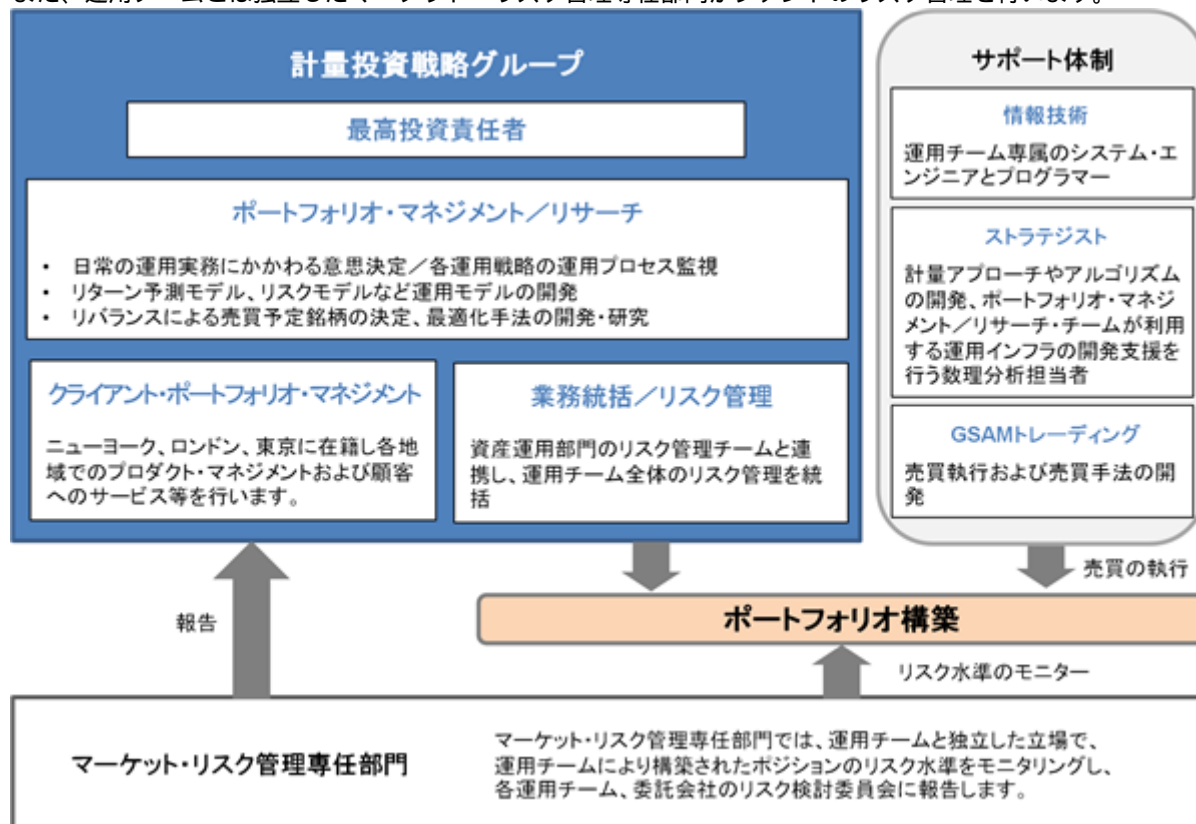 計量投資戦略グループ
最高投資責任者
ポートフォリオ・マネジメント／リサーチ
• 日常の運用実務にかかわる意思決定／各運用戦略の運用プロセス監視
• リターン予測モデル、リスクモデルなど運用モデルの開発
• リバランスによる売買予定銘柄の決定、最適化手法の開発・研究
クライアント・ポートフォリオ・マネジメント
ニューヨーク、ロンドン、東京に在籍し各地
域でのプロダクト・マネジメントおよび顧客
へのサービス等を行います。
業務統括／リスク管理
資産運用部門のリスク管理チームと連
携し、運用チーム全体のリスク管理を統
括
サポート体制
情報技術
運用チーム専属のシステム・エ
ンジニアとプログラマー
ストラテジスト
計量アプローチやアルゴリズム
の開発、ポートフォリオ・マネジ
メント／リサーチ・チームが利用
する運用インフラの開発支援を
行う数理分析担当者
GSAMトレーディング
売買執行および売買手法の開
発
売買の執行
報告
ポートフォリオ構築
リスク水準のモニター
マーケット・リスク管理専任部門
マーケット・リスク管理専任部門では、運用チームと独立した立場で、
運用チームにより構築されたポジションのリスク水準をモニタリングし、
各運用チーム、委託会社のリスク検討委員会に報告します。